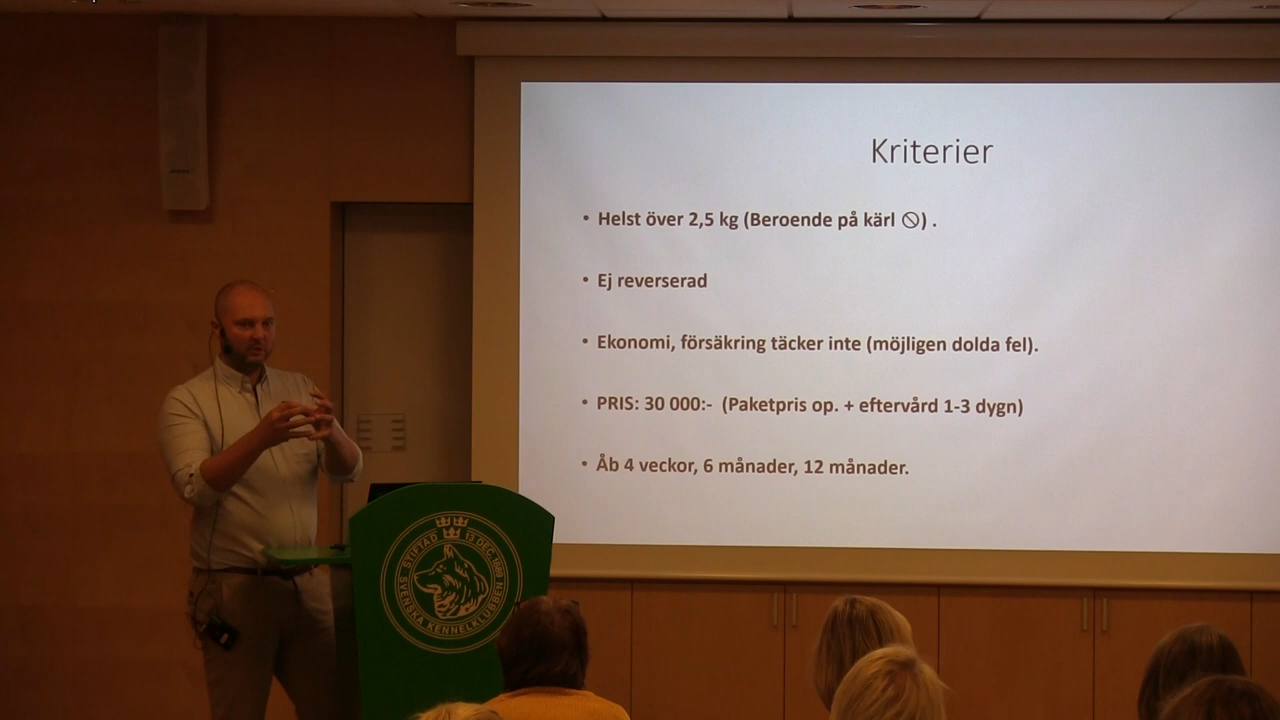 Kriterier
• Helst över 2,5 kg (Beroende på kärl 🚫) .
• Ej reverserad
• Ekonomi, försäkring täcker inte (möjligen dolda fel).
• PRIS: 30 000:- (Paketpris op. + eftervård 1-3 dygn)
• Åb 4 veckor, 6 månader, 12 månader.
STIFTAD 13 DEC. 1889
SVENSKA KENNELKLUBBEN